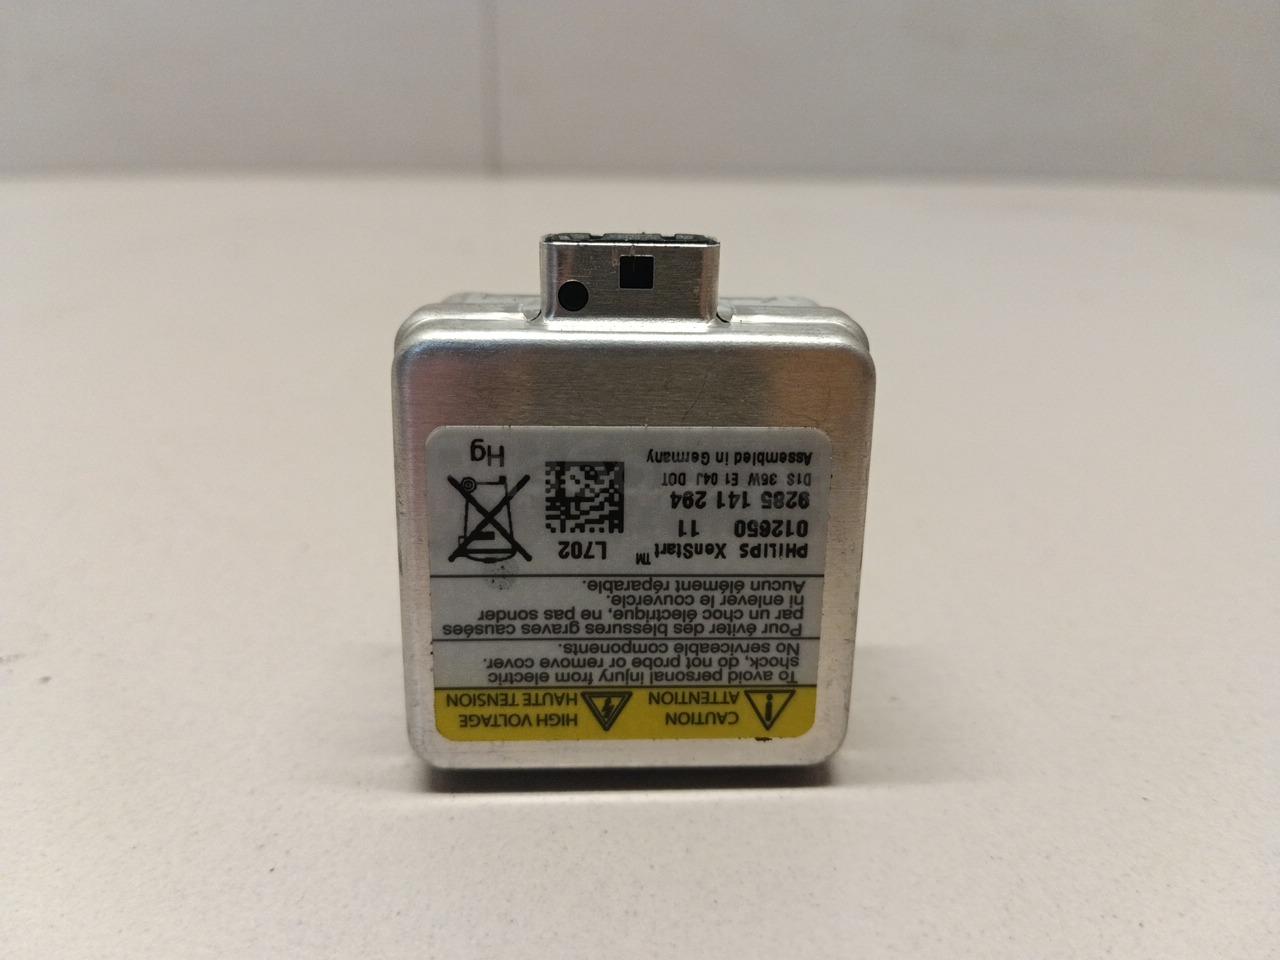 CAUTION
ATTENTION
HIGH VOLTAGE
HAUTE TENSION
To avoid personal injury from electric
shock, do not probe or remove cover.
No serviceable components.
Pour éviter des blessures graves causées
par un choc électrique, ne pas sonder
ni enlever le couvercle.
Aucun élément réparable.
PHILIPS XenStart™ L702
012650 11
9285 141 294
D1S 35W E1 04J DOT
Assembled in Germany
Hg